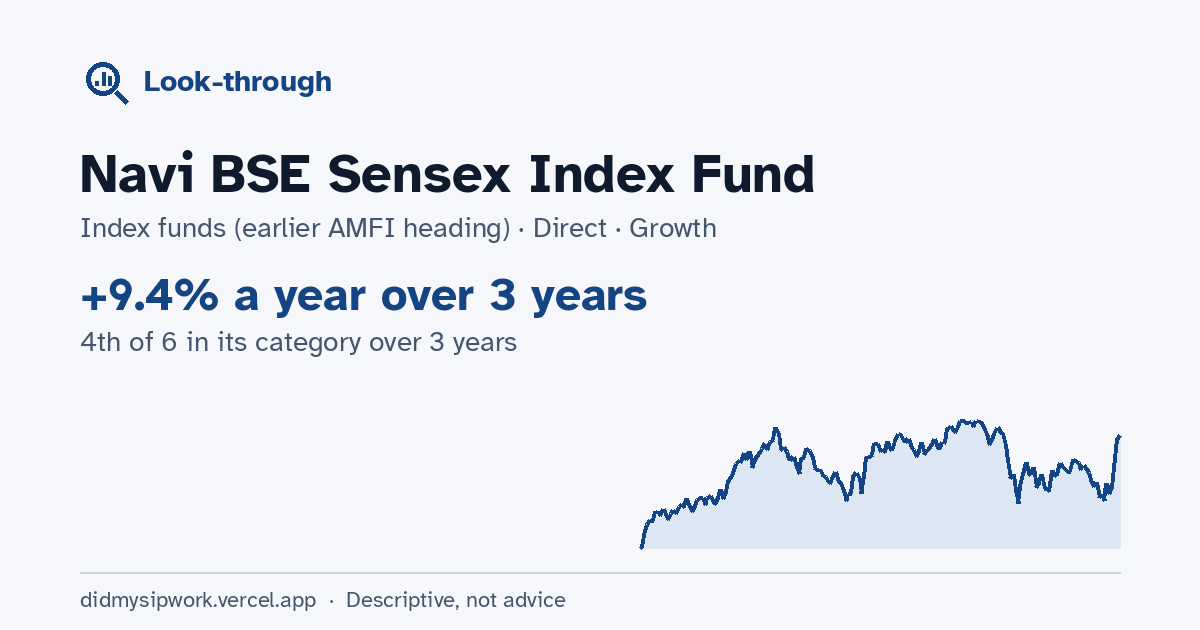 Look-through
Navi BSE Sensex Index Fund
Index funds (earlier AMFI heading) · Direct · Growth
+9.4% a year over 3 years
4th of 6 in its category over 3 years
didmysipwork.vercel.app · Descriptive, not advice